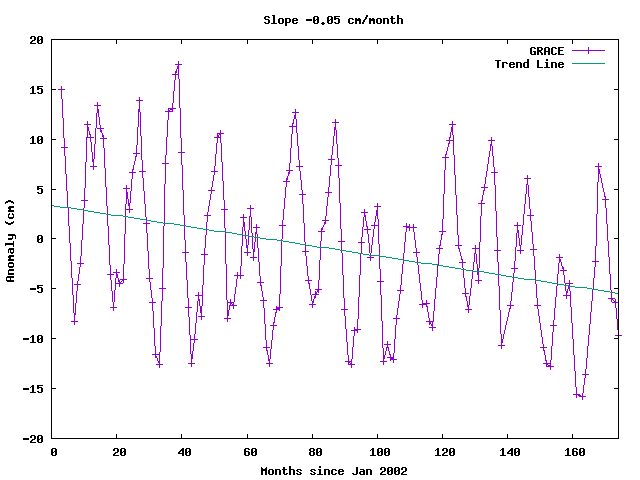 Slope -0.05 cm/month
GRACE
Trend Line
20
15
10
5
0
-5
-10
-15
-20
Anomaly (cm)
0 20 40 60 80 100 120 140 160
Months since Jan 2002